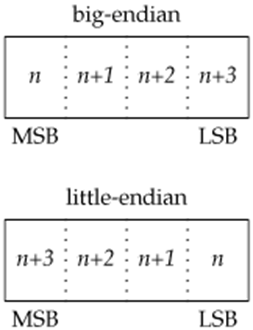 big-endian
n n+1 n+2 n+3
MSB LSB
little-endian
n+3 n+2 n+1 n
MSB LSB